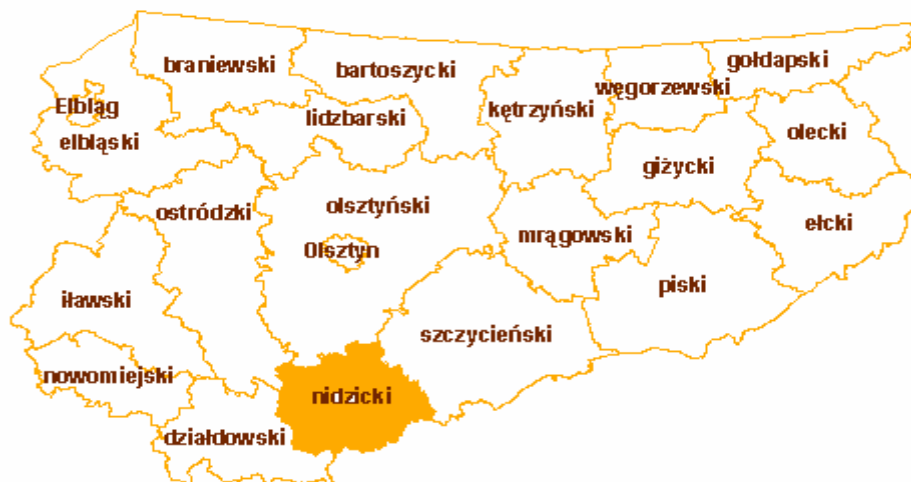 braniewski
bartoszycki
gołdapski
węgorzewski
Elbląg
kętrzyński
lidzbarski
elbląski
olecki
giżycki
ostródzki
olsztyński
ełcki
mrągowski
Olsztyn
piski
iławski
szczycieński
nowomiejski
nidzicki
działdowski